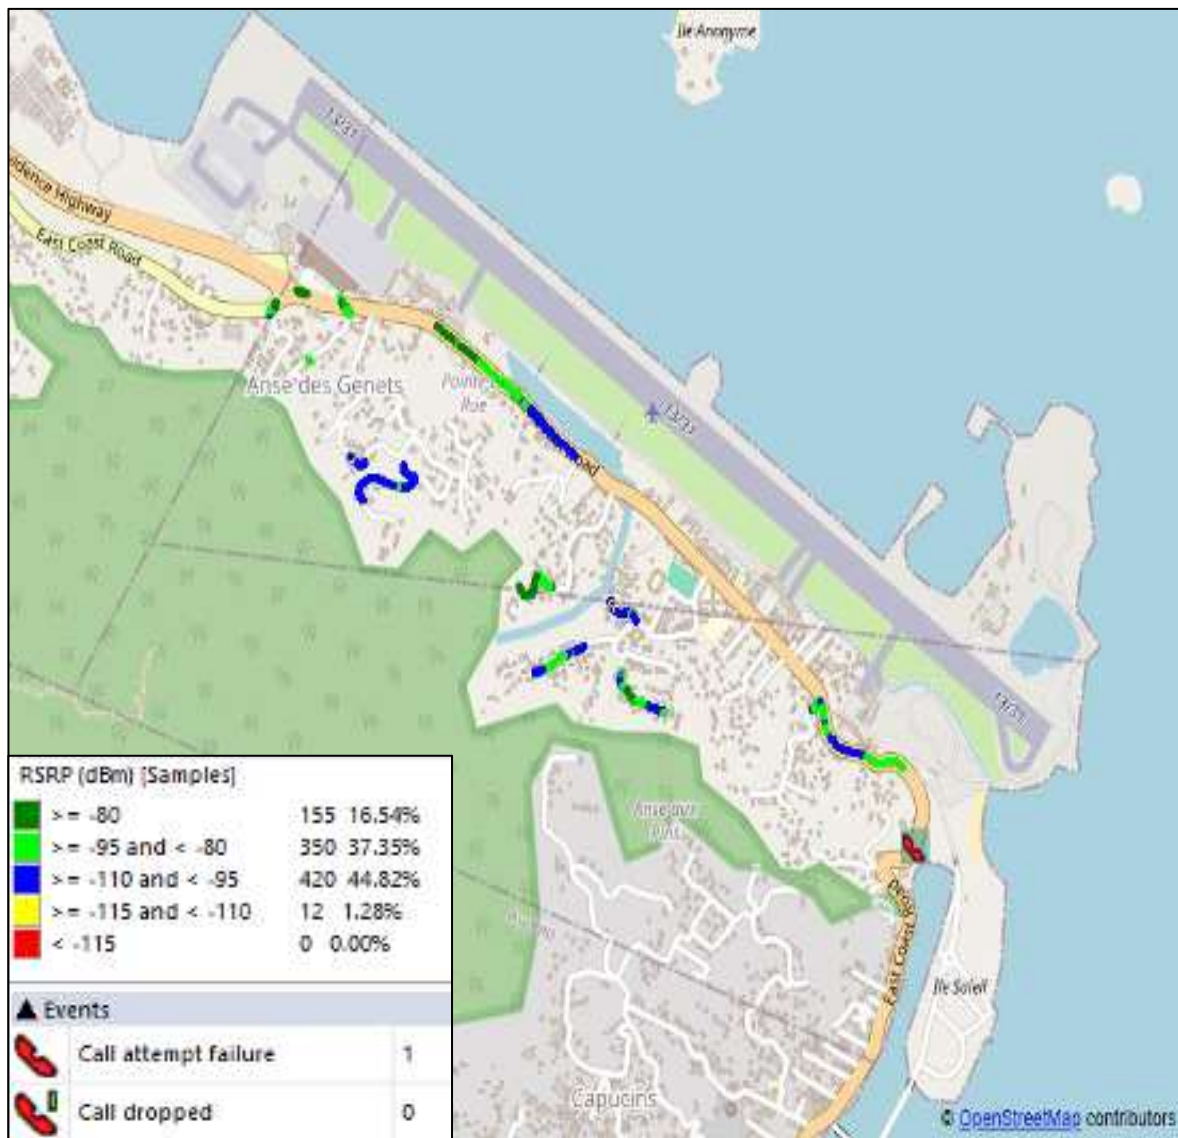 Ile Anonyme
13/31
idence Highway
East Coast Road
Anse des Genets
Pointe
Rue
13/31
oad
13/31
Anse aux
Pins
East Coast Road
Ile Soleil
Capucins
RSRP (dBm) [Samples]
>= -80 155 16.54%
>= -95 and < -80 350 37.35%
>= -110 and < -95 420 44.82%
>= -115 and < -110 12 1.28%
< -115 0 0.00%
▲ Events
Call attempt failure 1
Call dropped 0
© OpenStreetMap contributors